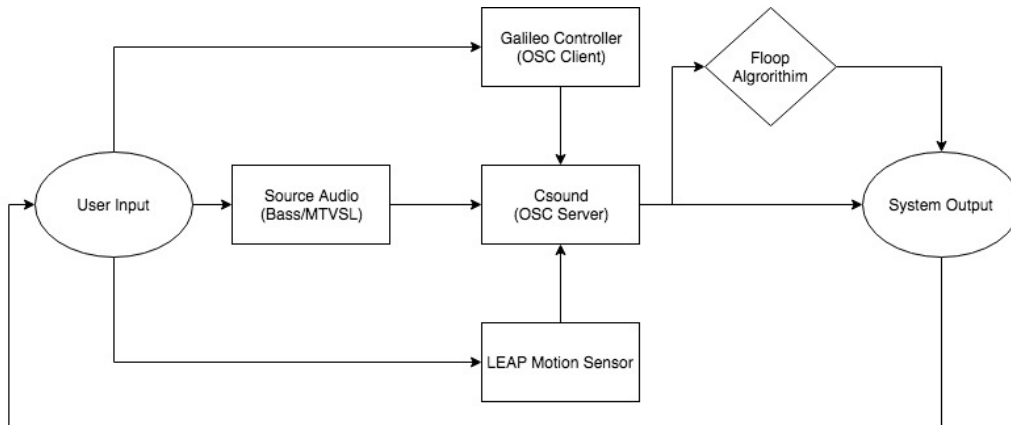 Galileo Controller
(OSC Client)
Floop
Algorithim
User Input
Source Audio
(Bass/MTVSL)
Csound
(OSC Server)
System Output
LEAP Motion Sensor